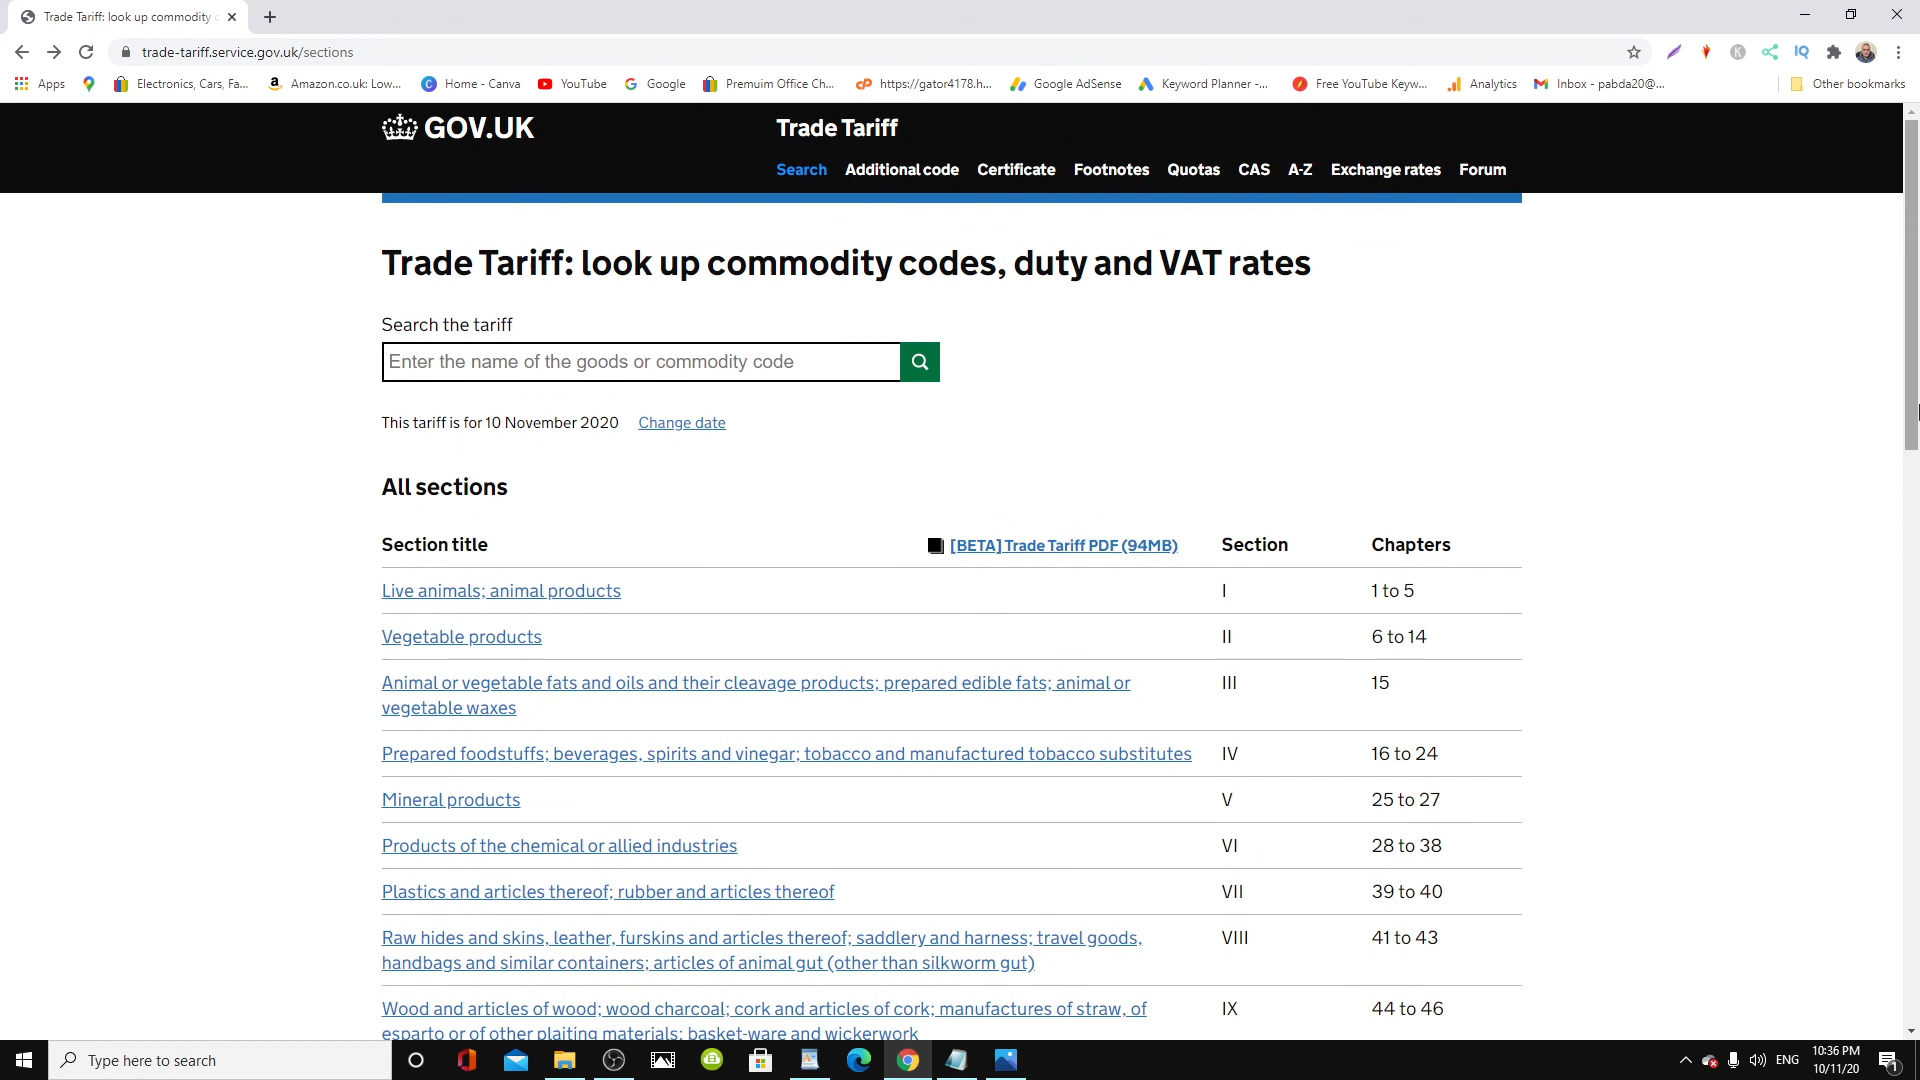 Trade Tariff: look up commodity c
trade-tariff.service.gov.uk/sections
Apps
Electronics, Cars, Fa...
Amazon.co.uk: Low...
Home - Canva
YouTube
Google
Premuim Office Ch...
https://gator4178.h...
Google AdSense
Keyword Planner -...
Free YouTube Keyw...
Analytics
Inbox - pabda20@...
Other bookmarks
GOV.UK
Trade Tariff
Search Additional code Certificate Footnotes Quotas CAS A-Z Exchange rates Forum
Trade Tariff: look up commodity codes, duty and VAT rates
Search the tariff
Enter the name of the goods or commodity code
This tariff is for 10 November 2020 Change date
All sections
Section title [BETA] Trade Tariff PDF (94MB) Section Chapters
Live animals; animal products I 1 to 5
Vegetable products II 6 to 14
Animal or vegetable fats and oils and their cleavage products; prepared edible fats; animal or III 15
vegetable waxes
Prepared foodstuffs; beverages, spirits and vinegar; tobacco and manufactured tobacco substitutes IV 16 to 24
Mineral products V 25 to 27
Products of the chemical or allied industries VI 28 to 38
Plastics and articles thereof; rubber and articles thereof VII 39 to 40
Raw hides and skins, leather, furskins and articles thereof; saddlery and harness; travel goods, VIII 41 to 43
handbags and similar containers; articles of animal gut (other than silkworm gut)
Wood and articles of wood; wood charcoal; cork and articles of cork; manufactures of straw, of IX 44 to 46
esparto or of other plaiting materials; basket-ware and wickerwork
Type here to search
ENG
10:36 PM
10/11/20
1